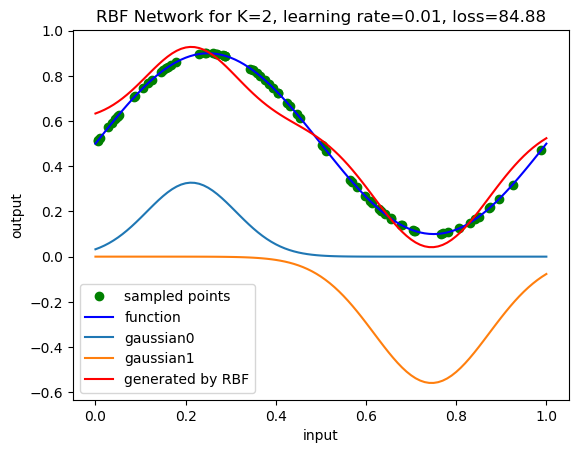 RBF Network for K=2, learning rate=0.01, loss=84.88
1.0
0.8
0.6
0.4
0.2
0.0
−0.2
−0.4
−0.6
output
sampled points
function
gaussian0
gaussian1
generated by RBF
0.0 0.2 0.4 0.6 0.8 1.0
input